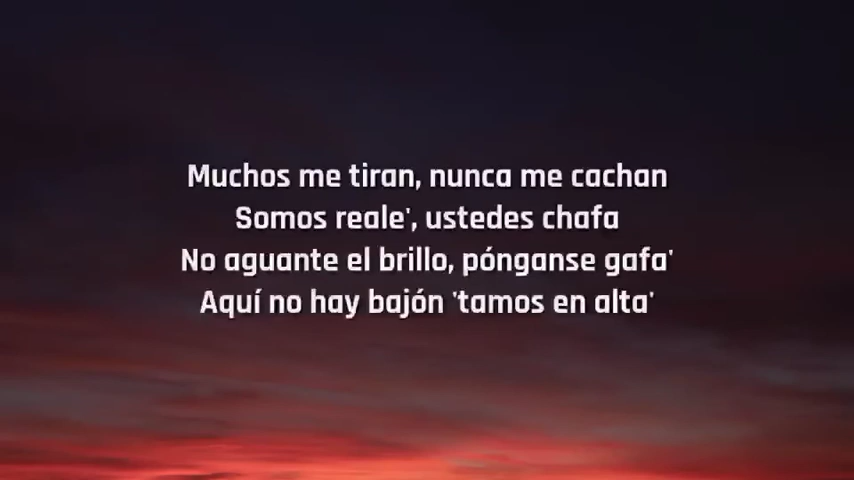 Muchos me tiran, nunca me cachan
Somos reale', ustedes chafa
No aguante el brillo, pónganse gafa'
Aquí no hay bajón 'tamos en alta'